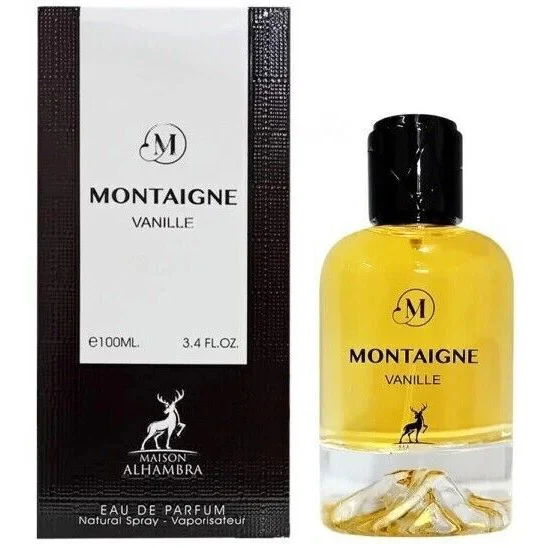 M
MONTAIGNE
VANILLE
℮100ML. 3.4 FL.OZ.
MAISON
ALHAMBRA
EAU DE PARFUM
Natural Spray - Vaporisateur
M
MONTAIGNE
VANILLE